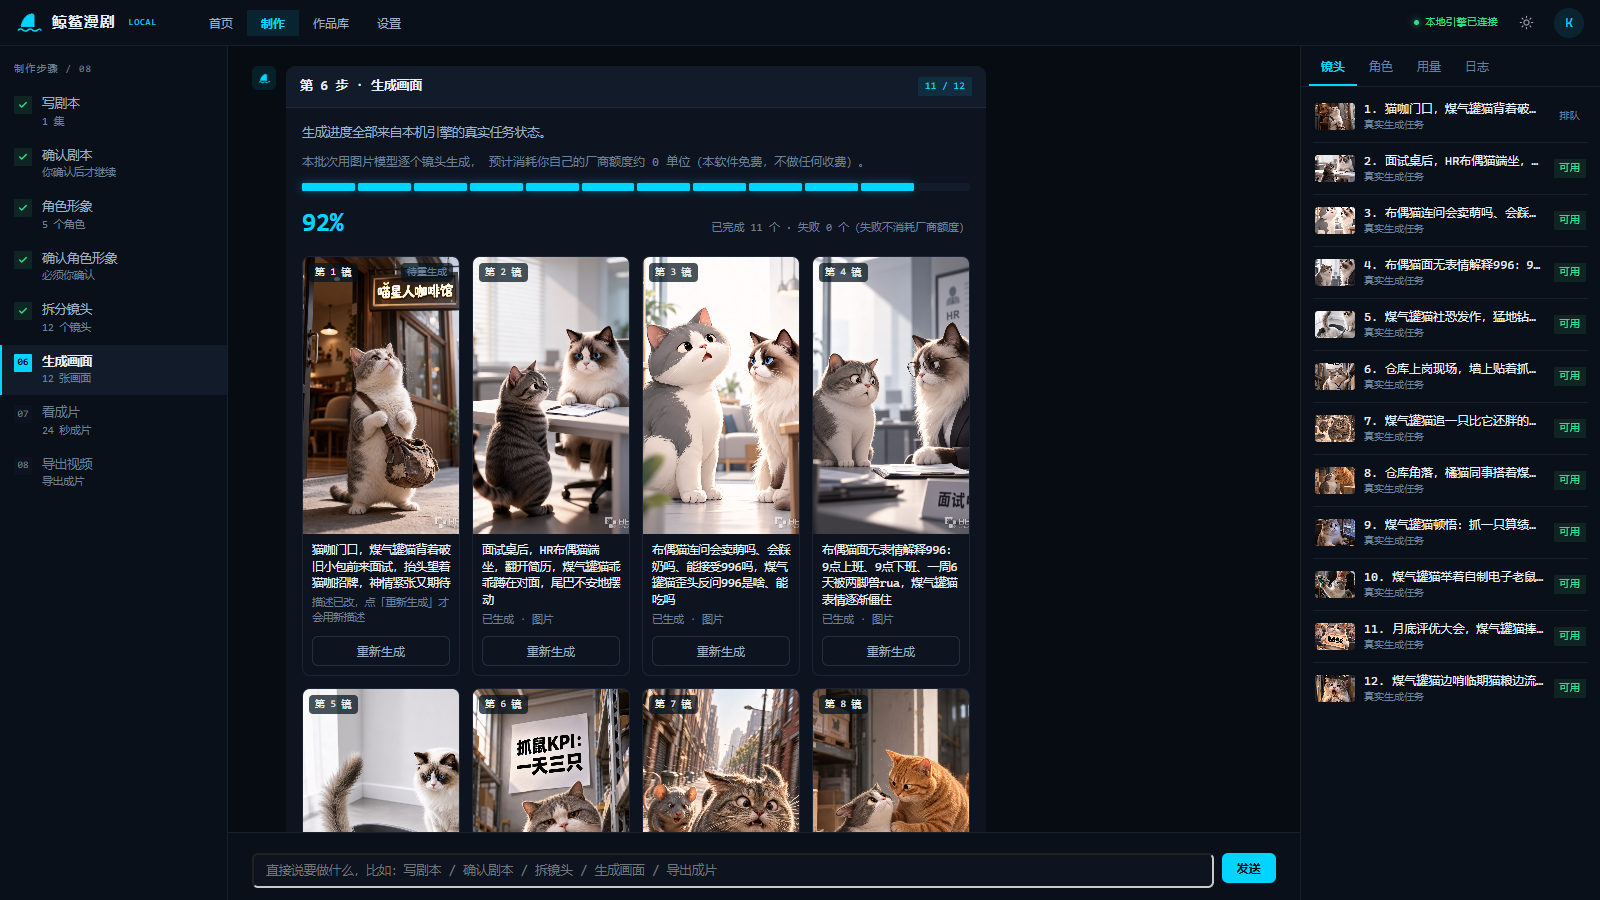 鲸鲨漫剧 LOCAL 首页 制作 作品库 设置 本地引擎已连接 K
制作步骤 / 08
写剧本
1 集
确认剧本
你确认后才继续
角色形象
5 个角色
确认角色形象
必须你确认
拆分镜头
12 个镜头
06 生成画面
12 张画面
07 看成片
24 秒成片
08 导出视频
导出成片
第 6 步 · 生成画面 11 / 12
生成进度全部来自本机引擎的真实任务状态。
本批次用图片模型逐个镜头生成， 预计消耗你自己的厂商额度约 0 单位（本软件免费，不做任何收费）。
92% 已完成 11 个 · 失败 0 个（失败不消耗厂商额度）
第 1 镜 待重生成
喵星人咖啡馆
猫咖门口，煤气罐猫背着破
旧小包前来面试，抬头望着
猫咖招牌，神情紧张又期待
描述已改，点「重新生成」才
会用新描述
重新生成
第 2 镜
面试桌后，HR布偶猫端
坐，翻开简历，煤气罐猫乖
乖蹲在对面，尾巴不安地摆
动
已生成 · 图片
重新生成
第 3 镜
布偶猫连问会卖萌吗、会踩
奶吗、能接受996吗，煤气
罐猫歪头反问996是啥、能
吃吗
已生成 · 图片
重新生成
第 4 镜
HR
面试
布偶猫面无表情解释996：
9点上班、9点下班、一周6
天被两脚兽rua，煤气罐猫
表情逐渐僵住
已生成 · 图片
重新生成
第 5 镜
第 6 镜
抓鼠KPI：
一天三只
第 7 镜
第 8 镜
直接说要做什么，比如：写剧本 / 确认剧本 / 拆镜头 / 生成画面 / 导出成片
发送
镜头 角色 用量 日志
1. 猫咖门口，煤气罐猫背着破…
真实生成任务
排队
2. 面试桌后，HR布偶猫端坐，…
真实生成任务
可用
3. 布偶猫连问会卖萌吗、会踩…
真实生成任务
可用
4. 布偶猫面无表情解释996：9…
真实生成任务
可用
5. 煤气罐猫社恐发作，猛地钻…
真实生成任务
可用
6. 仓库上岗现场，墙上贴着抓…
真实生成任务
可用
7. 煤气罐猫追一只比它还胖的…
真实生成任务
可用
8. 仓库角落，橘猫同事搭着煤…
真实生成任务
可用
9. 煤气罐猫顿悟：抓一只算绩…
真实生成任务
可用
10. 煤气罐猫举着自制电子老鼠…
真实生成任务
可用
11. 月底评优大会，煤气罐猫捧…
真实生成任务
可用
12. 煤气罐猫边啃临期猫粮边流…
真实生成任务
可用